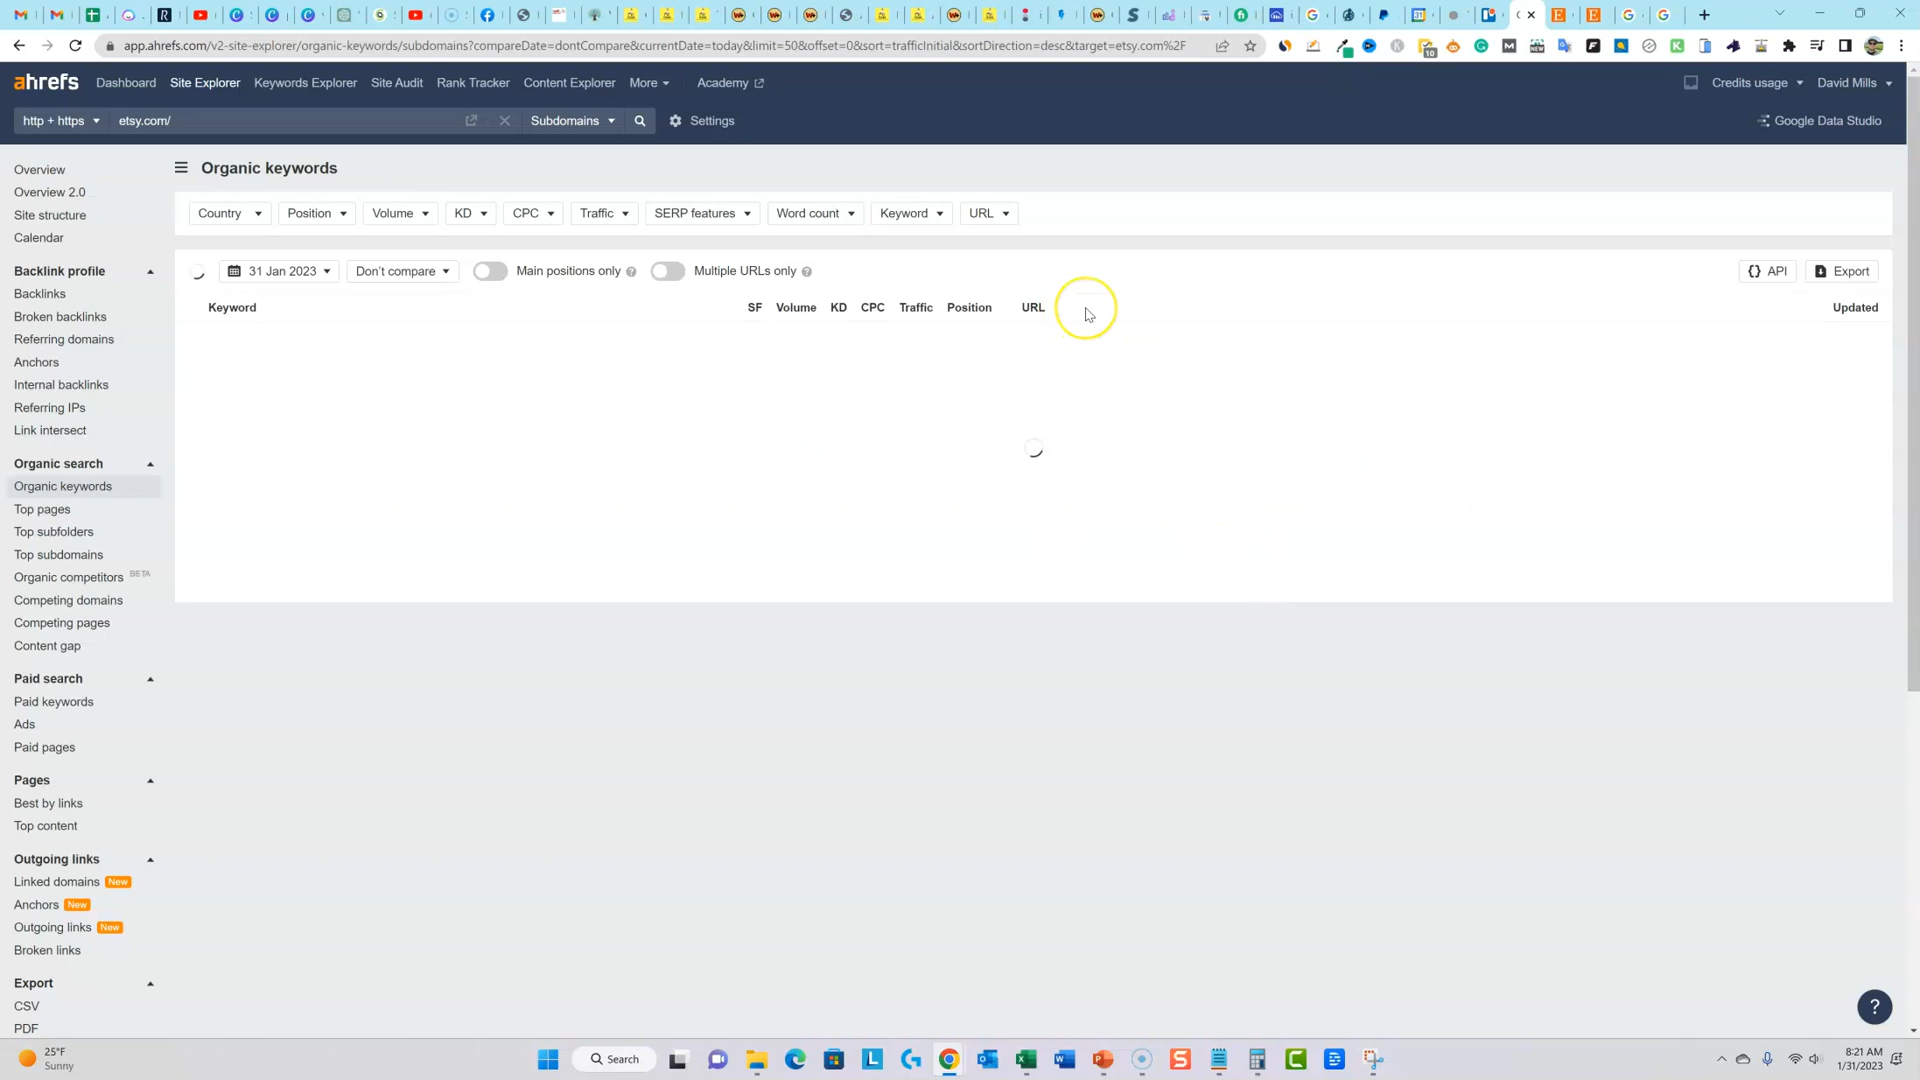 app.ahrefs.com/v2-site-explorer/organic-keywords/subdomains?compareDate=dontCompare&currentDate=today&limit=50&offset=0&sort=trafficInitial&sortDirection=desc&target=etsy.com%2F
ahrefs Dashboard Site Explorer Keywords Explorer Site Audit Rank Tracker Content Explorer More Academy Credits usage David Mills
http + https etsy.com/ Subdomains Settings Google Data Studio
Organic keywords
Country Position Volume KD CPC Traffic SERP features Word count Keyword URL
31 Jan 2023 Don't compare Main positions only Multiple URLs only API Export
Keyword SF Volume KD CPC Traffic Position URL Updated
Overview
Overview 2.0
Site structure
Calendar
Backlink profile
Backlinks
Broken backlinks
Referring domains
Anchors
Internal backlinks
Referring IPs
Link intersect
Organic search
Organic keywords
Top pages
Top subfolders
Top subdomains
Organic competitors BETA
Competing domains
Competing pages
Content gap
Paid search
Paid keywords
Ads
Paid pages
Pages
Best by links
Top content
Outgoing links
Linked domains New
Anchors New
Outgoing links New
Broken links
Export
CSV
PDF
?
25°F
Sunny
Search
8:21 AM
1/31/2023